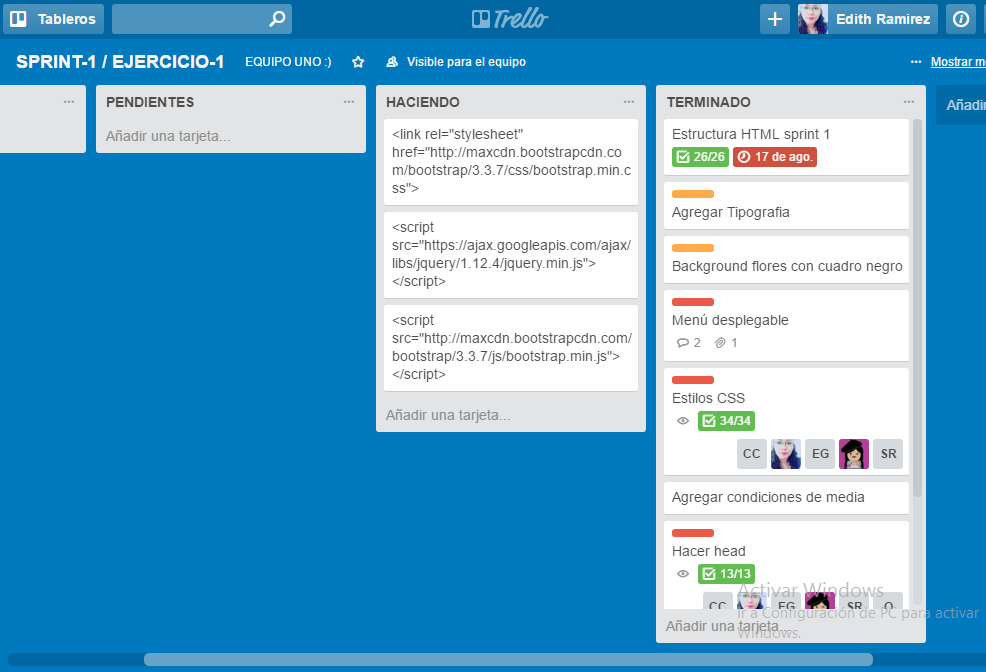 Tableros
Trello
Edith Ramirez
SPRINT-1 / EJERCICIO-1
EQUIPO UNO :)
Visible para el equipo
Mostrar me
PENDIENTES
Añadir una tarjeta...
HACIENDO
<link rel="stylesheet"
href="http://maxcdn.bootstrapcdn.co
m/bootstrap/3.3.7/css/bootstrap.min.c
ss">
<script
src="https://ajax.googleapis.com/ajax/
libs/jquery/1.12.4/jquery.min.js">
</script>
<script
src="http://maxcdn.bootstrapcdn.com/
bootstrap/3.3.7/js/bootstrap.min.js">
</script>
Añadir una tarjeta...
TERMINADO
Estructura HTML sprint 1
26/26 17 de ago.
Agregar Tipografia
Background flores con cuadro negro
Menú desplegable
2 1
Estilos CSS
34/34
CC EG SR
Agregar condiciones de media
Hacer head
13/13
CC EG SR O
Añadir una tarjeta...
Añadir
Activar Windows
Ir a Configuración de PC para activar
Windows.